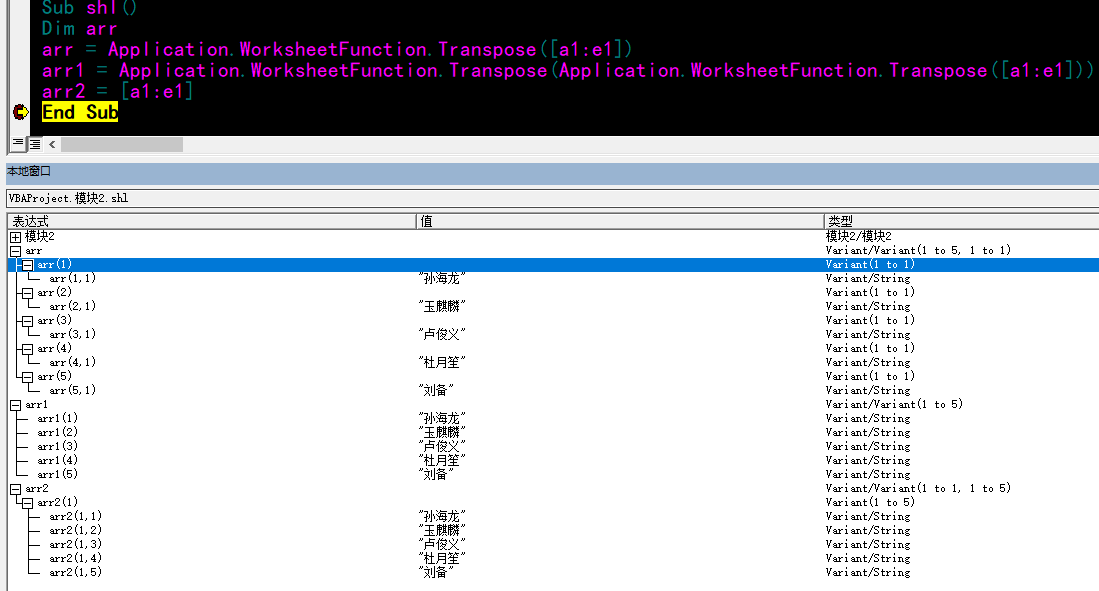 Sub shl()
Dim arr
arr = Application.WorksheetFunction.Transpose([a1:e1])
arr1 = Application.WorksheetFunction.Transpose(Application.WorksheetFunction.Transpose([a1:e1]))
arr2 = [a1:e1]
End Sub
本地窗口
VBAProject.模块2.shl
表达式 值 类型
模块2 模块2/模块2
arr Variant/Variant(1 to 5, 1 to 1)
arr(1) Variant(1 to 1)
arr(1,1) "孙海龙" Variant/String
arr(2) Variant(1 to 1)
arr(2,1) "玉麒麟" Variant/String
arr(3) Variant(1 to 1)
arr(3,1) "卢俊义" Variant/String
arr(4) Variant(1 to 1)
arr(4,1) "杜月笙" Variant/String
arr(5) Variant(1 to 1)
arr(5,1) "刘备" Variant/String
arr1 Variant/Variant(1 to 5)
arr1(1) "孙海龙" Variant/String
arr1(2) "玉麒麟" Variant/String
arr1(3) "卢俊义" Variant/String
arr1(4) "杜月笙" Variant/String
arr1(5) "刘备" Variant/String
arr2 Variant/Variant(1 to 1, 1 to 5)
arr2(1) Variant(1 to 5)
arr2(1,1) "孙海龙" Variant/String
arr2(1,2) "玉麒麟" Variant/String
arr2(1,3) "卢俊义" Variant/String
arr2(1,4) "杜月笙" Variant/String
arr2(1,5) "刘备" Variant/String